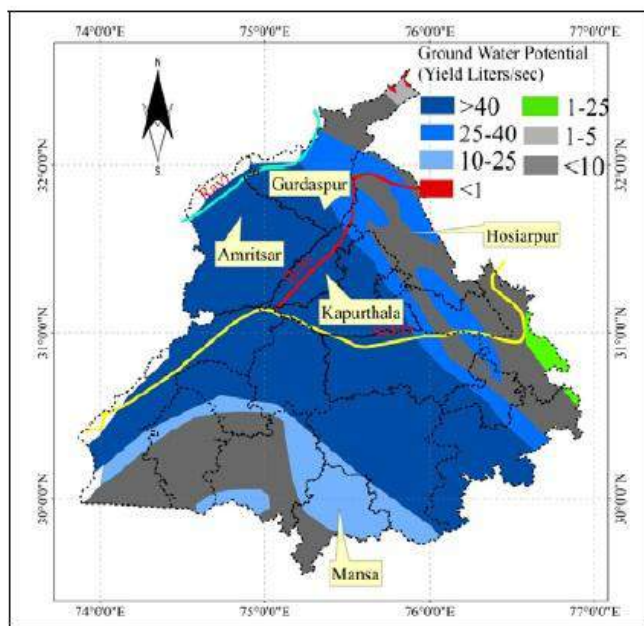 74°0'0"E 75°0'0"E 76°0'0"E 77°0'0"E
N
S
Ground Water Potential
(Yield Liters/sec)
>40
25-40
10-25
<1
1-25
1-5
<10
32°0'0"N
31°0'0"N
30°0'0"N
32°0'0"N
31°0'0"N
30°0'0"N
Ravi
Gurdaspur
Hosiarpur
Amritsar
Kapurthala
Mansa
74°0'0"E 75°0'0"E 76°0'0"E 77°0'0"E